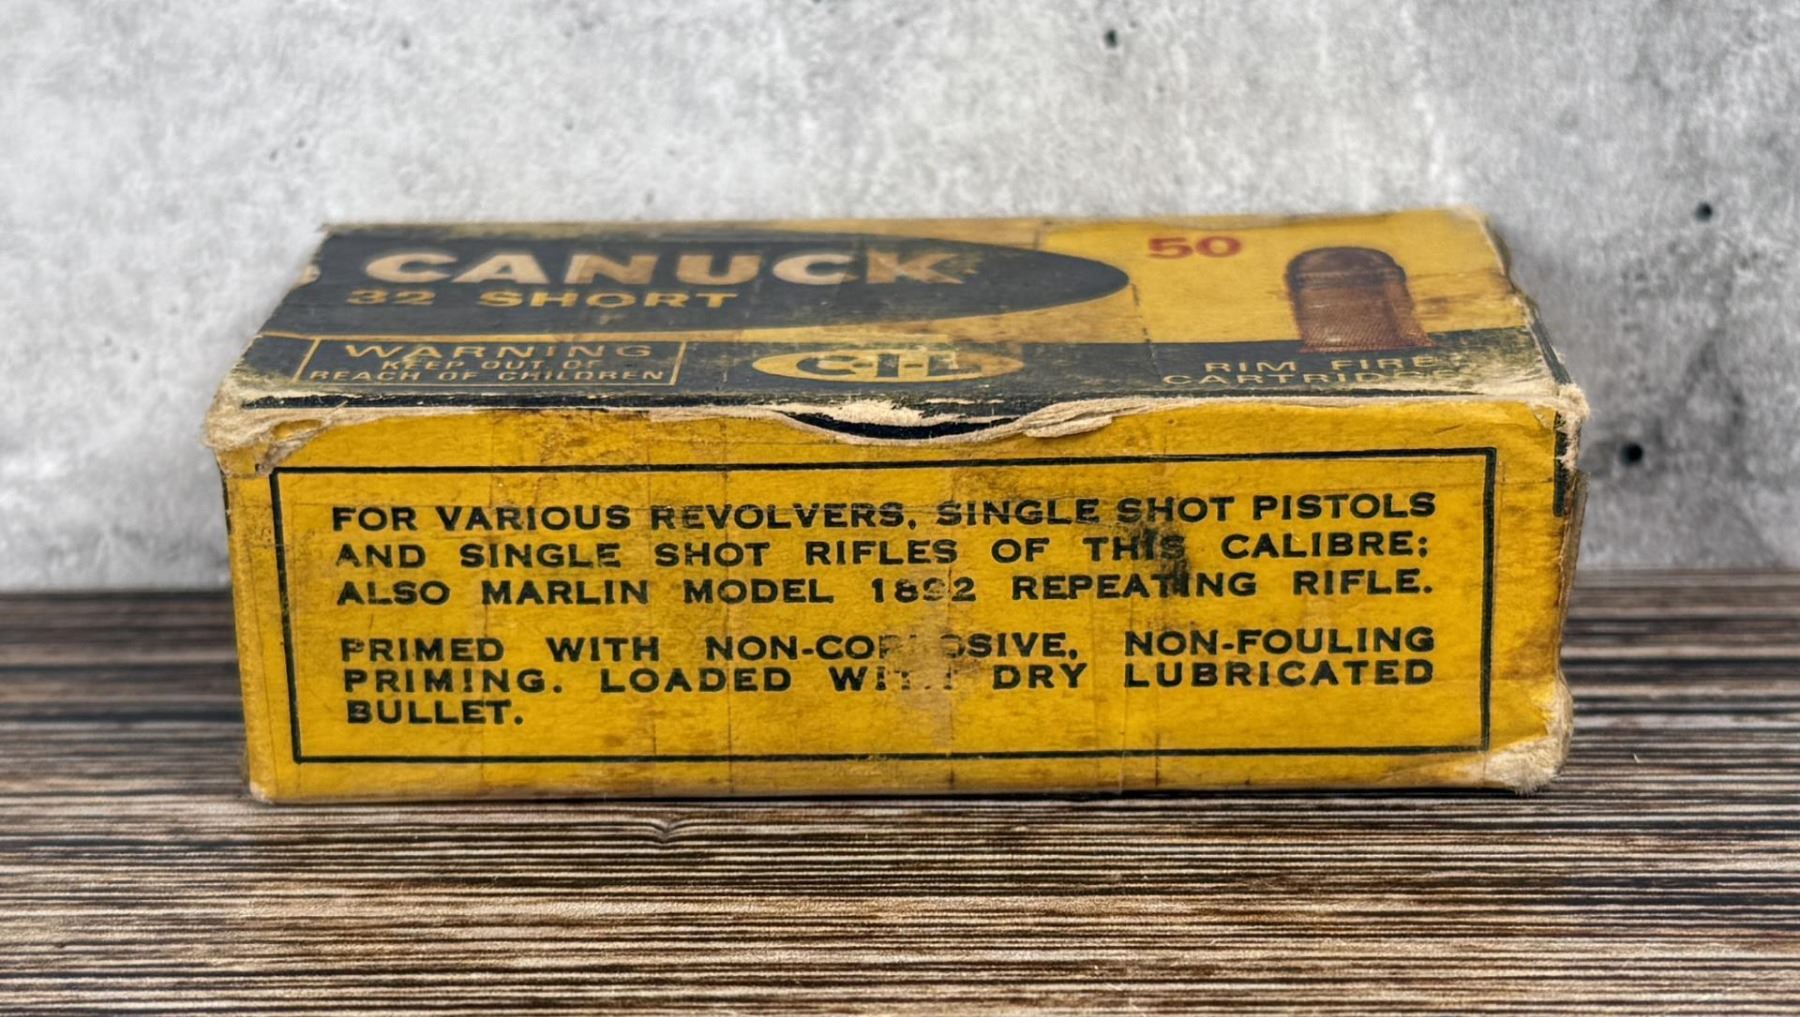 CANUCK
32 SHORT
50
WARNING
KEEP OUT OF
REACH OF CHILDREN
C-I-L
RIM FIRE
FOR VARIOUS REVOLVERS, SINGLE SHOT PISTOLS
AND SINGLE SHOT RIFLES OF THIS CALIBRE;
ALSO MARLIN MODEL 1892 REPEATING RIFLE.
PRIMED WITH NON-CORROSIVE, NON-FOULING
PRIMING. LOADED WITH DRY LUBRICATED
BULLET.